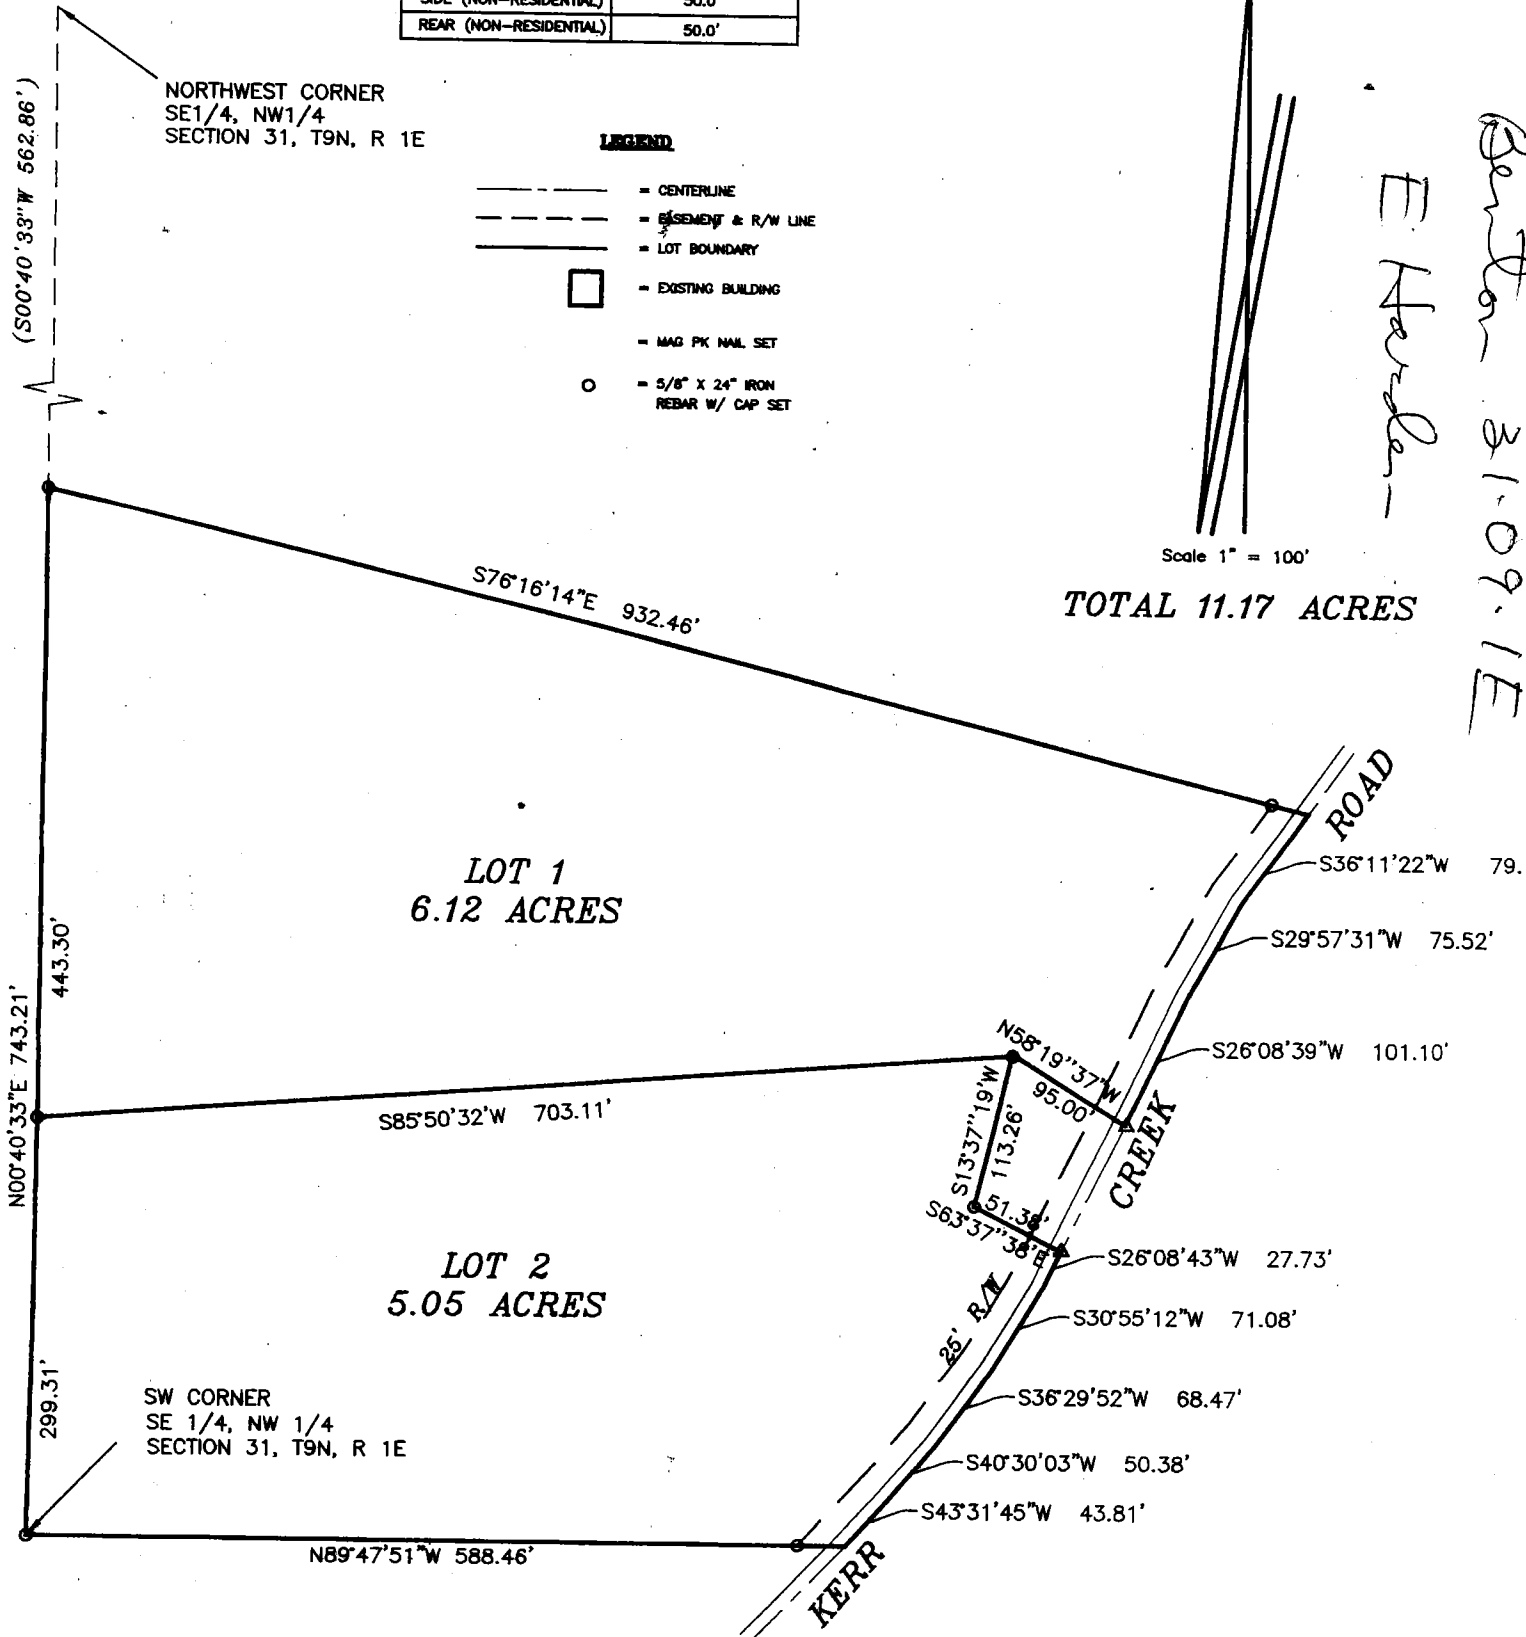 SIDE (NON-RESIDENTIAL) 50.0'
REAR (NON-RESIDENTIAL) 50.0'
(S00°40'33"W 562.86')
NORTHWEST CORNER
SE1/4, NW1/4
SECTION 31, T9N, R 1E
LEGEND
= CENTERLINE
= EASEMENT & R/W LINE
= LOT BOUNDARY
= EXISTING BUILDING
= MAG PK NAIL SET
= 5/8" X 24" IRON
REBAR W/ CAP SET
Benton 31.09.1E
E
Scale 1" = 100'
TOTAL 11.17 ACRES
S76°16'14"E 932.46'
ROAD
S36°11'22"W 79.
LOT 1
6.12 ACRES
S29°57'31"W 75.52'
443.30'
N00°40'33"E 743.21'
N58°19''37"W
95.00'
S26°08'39"W 101.10'
S85°50'32"W 703.11'
S13°37''19'W
113.26'
CREEK
51.38'
S63°37''38'E
S26°08'43"W 27.73'
LOT 2
5.05 ACRES
25' R/W
S30°55'12"W 71.08'
299.31'
SW CORNER
SE 1/4, NW 1/4
SECTION 31, T9N, R 1E
S36°29'52"W 68.47'
S40°30'03"W 50.38'
S43°31'45"W 43.81'
N89°47'51"W 588.46'
KERR